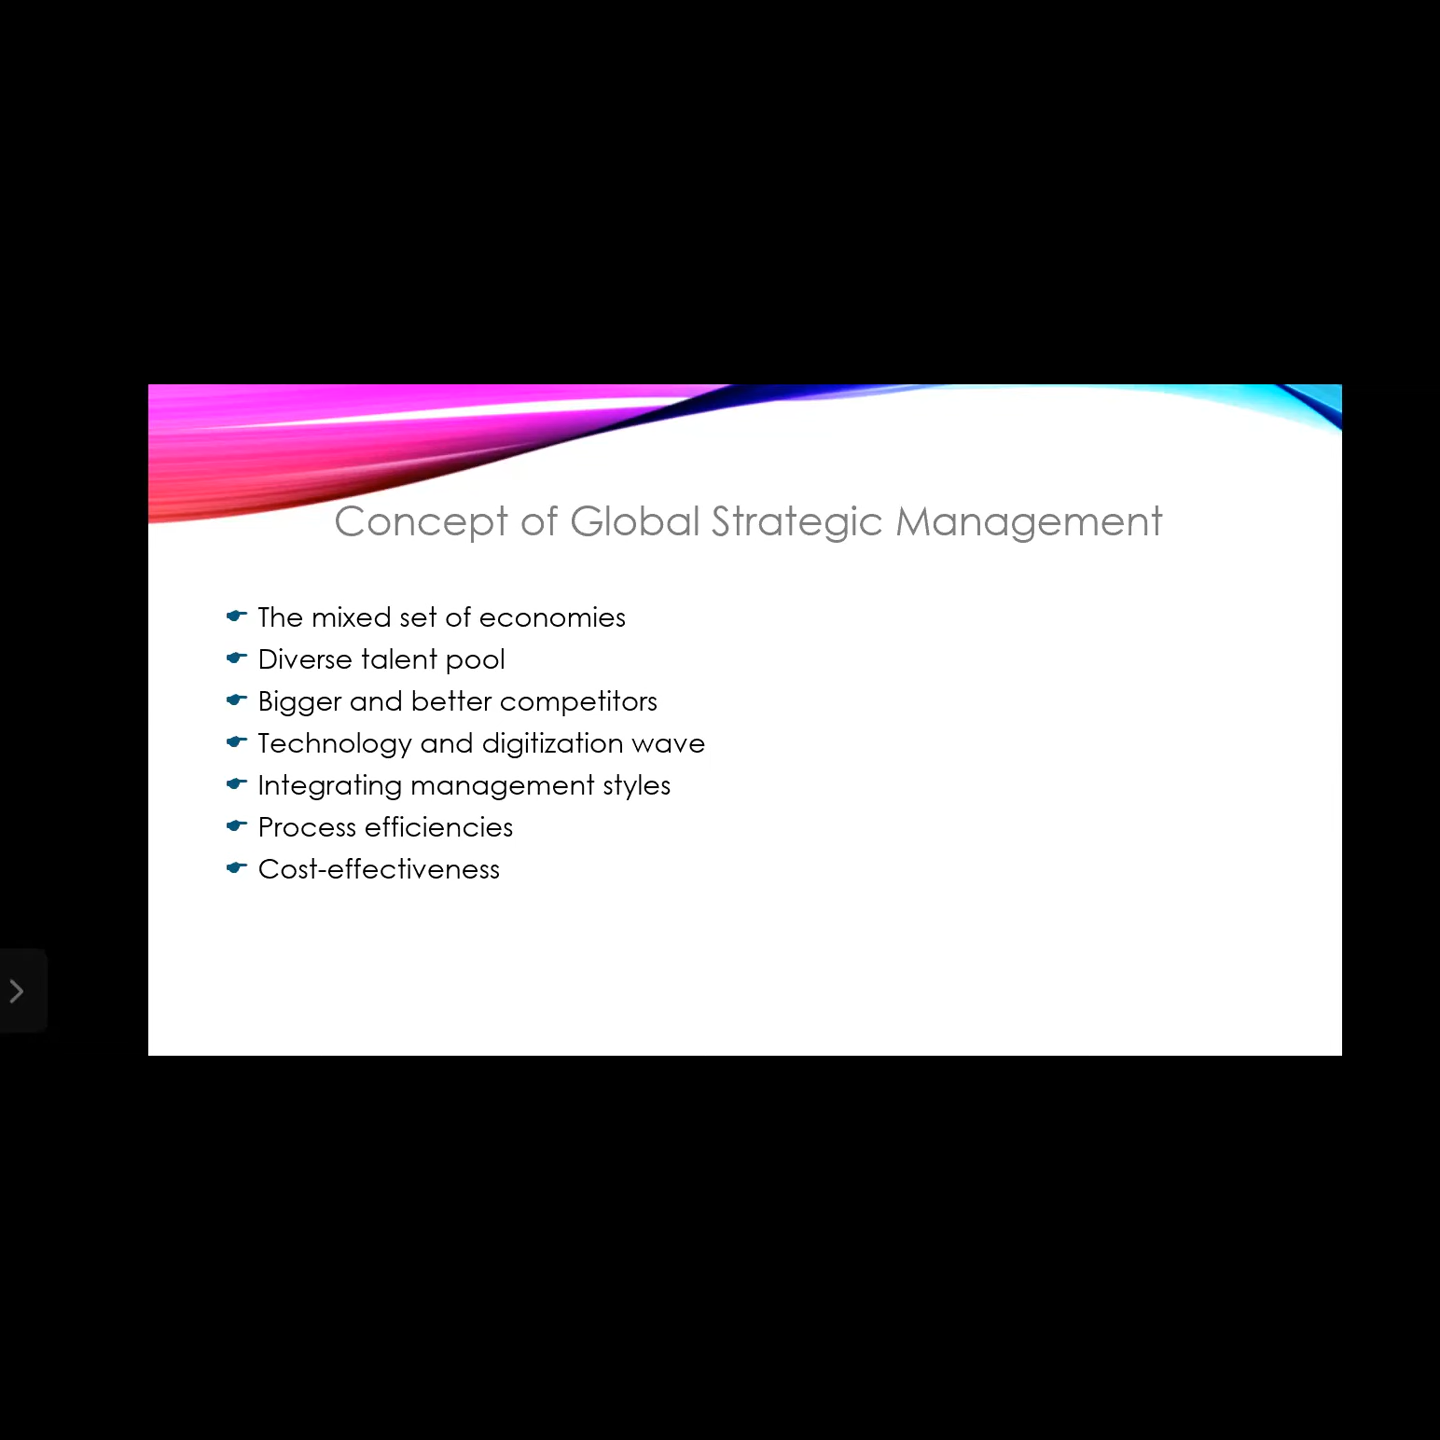 Concept of Global Strategic Management
The mixed set of economies
Diverse talent pool
Bigger and better competitors
Technology and digitization wave
Integrating management styles
Process efficiencies
Cost-effectiveness